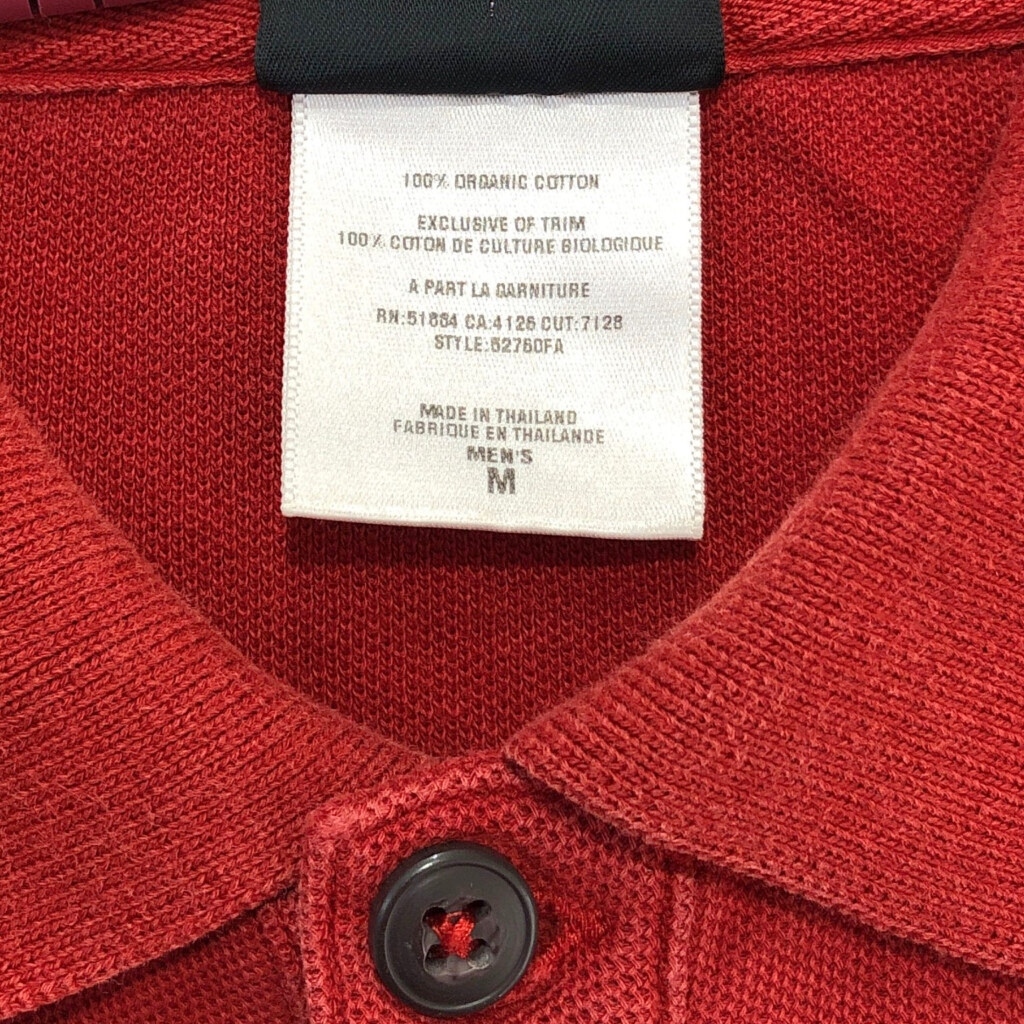 100% ORGANIC COTTON
EXCLUSIVE OF TRIM
100% COTON DE CULTURE BIOLOGIQUE
A PART LA GARNITURE
RN:51884 CA:4126 CUT:7128
STYLE:52760FA
MADE IN THAILAND
FABRIQUE EN THAILANDE
MEN'S
M